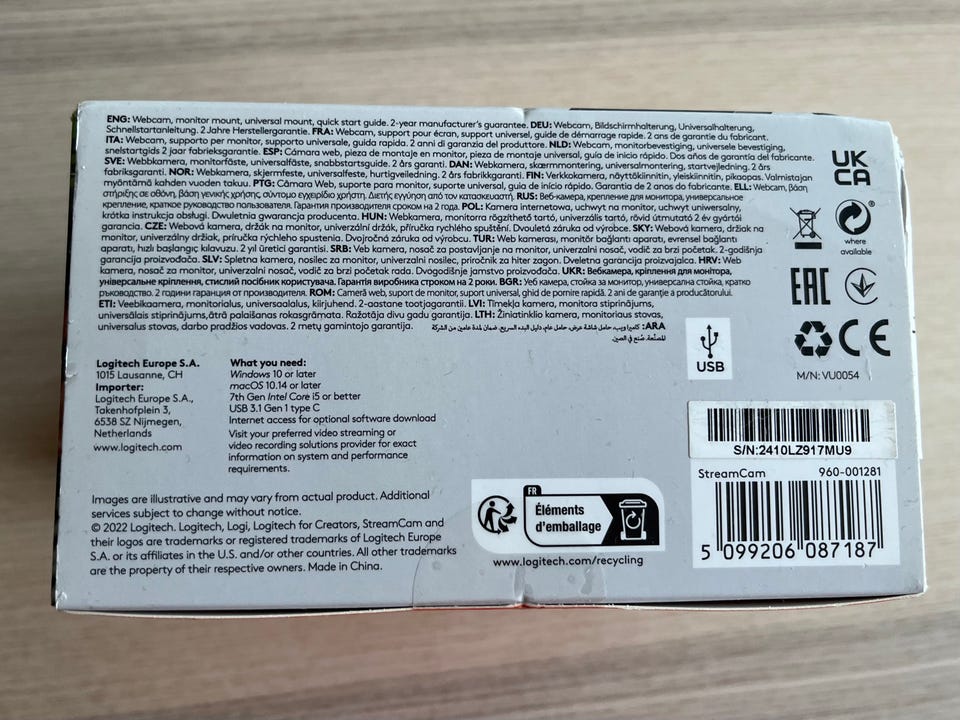 ENG: Webcam, monitor mount, universal mount, quick start guide. 2-year manufacturer's guarantee. DEU: Webcam, Bildschirmhalterung, Universalhalterung,
Schnellstartanleitung. 2 Jahre Herstellergarantie. FRA: Webcam, support pour écran, support universel, guide de démarrage rapide. 2 ans de garantie du fabricant.
ITA: Webcam, supporto per monitor, supporto universale, guida rapida. 2 anni di garanzia del produttore. NLD: Webcam, monitorbevestiging, universele bevestiging,
snelstartgids 2 jaar fabrieksgarantie. ESP: Cámara web, pieza de montaje en monitor, pieza de montaje universal, guía de inicio rápido. Dos años de garantía del fabricante.
SVE: Webbkamera, monitorfäste, universalfäste, snabbstartsguide. 2 års garanti. DAN: Webkamera, skærmmontering, universalmontering, startvejledning. 2 års
fabriksgaranti. NOR: Webkamera, skjermfeste, universalfeste, hurtigveiledning. 2 års fabrikkgaranti. FIN: Verkkokamera, näyttökiinnitin, yleiskiinnitin, pikaopas. Valmistajan
myöntämä kahden vuoden takuu. PTG: Câmara Web, suporte para monitor, suporte universal, guia de início rápido. Garantia de 2 anos do fabricante. ELL: Webcam, βάση
στήριξης σε οθόνη, βάση γενικής χρήσης, σύντομο εγχειρίδιο χρήστη. Διετής εγγύηση από τον κατασκευαστή. RUS: Веб-камера, крепление для монитора, универсальное
крепление, краткое руководство пользователя. Гарантия производителя сроком на 2 года. POL: Kamera internetowa, uchwyt na monitor, uchwyt uniwersalny,
krótka instrukcja obsługi. Dwuletnia gwarancja producenta. HUN: Webkamera, monitorra rögzíthető tartó, univerzális tartó, rövid útmutató 2 év gyártói
garancia. CZE: Webová kamera, držák na monitor, univerzální držák, příručka rychlého spuštění. Dvouletá záruka od výrobce. SKY: Webová kamera, držiak na
monitor, univerzálny držiak, príručka rýchleho spustenia. Dvojročná záruka od výrobcu. TUR: Web kamerası, monitör bağlantı aparatı, evrensel bağlantı
aparatı, hızlı başlangıç kılavuzu. 2 yıl üretici garantisi. SRB: Veb kamera, nosač za postavljanje na monitor, univerzalni nosač, vodič za brzi početak. 2-godišnja
garancija proizvođača. SLV: Spletna kamera, nosilec za monitor, univerzalni nosilec, priročnik za hiter zagon. Dveletna garancija proizvajalca. HRV: Web
kamera, nosač za monitor, univerzalni nosač, vodič za brzi početak rada. Dvogodišnje jamstvo proizvođača. UKR: Вебкамера, кріплення для монітора,
універсальне кріплення, стислий посібник користувача. Гарантія виробника строком на 2 роки. BGR: Уеб камера, стойка за монитор, универсална стойка, кратко
ръководство. 2 години гаранция от производителя. ROM: Cameră web, suport de monitor, suport universal, ghid de pornire rapidă. 2 ani de garanție a producătorului.
ETI: Veebikaamera, monitorialus, universaalalus, kiirjuhend. 2-aastane tootjagarantii. LVI: Tīmekļa kamera, monitora stiprinājums,
universālais stiprinājums, ātrā palaišanas rokasgrāmata. Ražotāja divu gadu garantija. LTH: Žiniatinklio kamera, monitoriaus stovas,
universalus stovas, darbo pradžios vadovas. 2 metų gamintojo garantija.
ARA: كاميرا ويب، حامل شاشة عرض، حامل عام، دليل البدء السريع. ضمان لمدة عامين من الشركة
المصنّعة. صُنع في الصين.
UK
CA
where
available
EAC
CE
M/N: VU0054
USB
Logitech Europe S.A.
1015 Lausanne, CH
Importer:
Logitech Europe S.A.,
Takenhofplein 3,
6538 SZ Nijmegen,
Netherlands
www.logitech.com
What you need:
Windows 10 or later
macOS 10.14 or later
7th Gen Intel Core i5 or better
USB 3.1 Gen 1 type C
Internet access for optional software download
Visit your preferred video streaming or
video recording solutions provider for exact
information on system and performance
requirements.
S/N:2410LZ917MU9
StreamCam 960-001281
5 099206 087187
Images are illustrative and may vary from actual product. Additional
services subject to change without notice.
© 2022 Logitech. Logitech, Logi, Logitech for Creators, StreamCam and
their logos are trademarks or registered trademarks of Logitech Europe
S.A. or its affiliates in the U.S. and/or other countries. All other trademarks
are the property of their respective owners. Made in China.
FR
Éléments
d'emballage
www.logitech.com/recycling